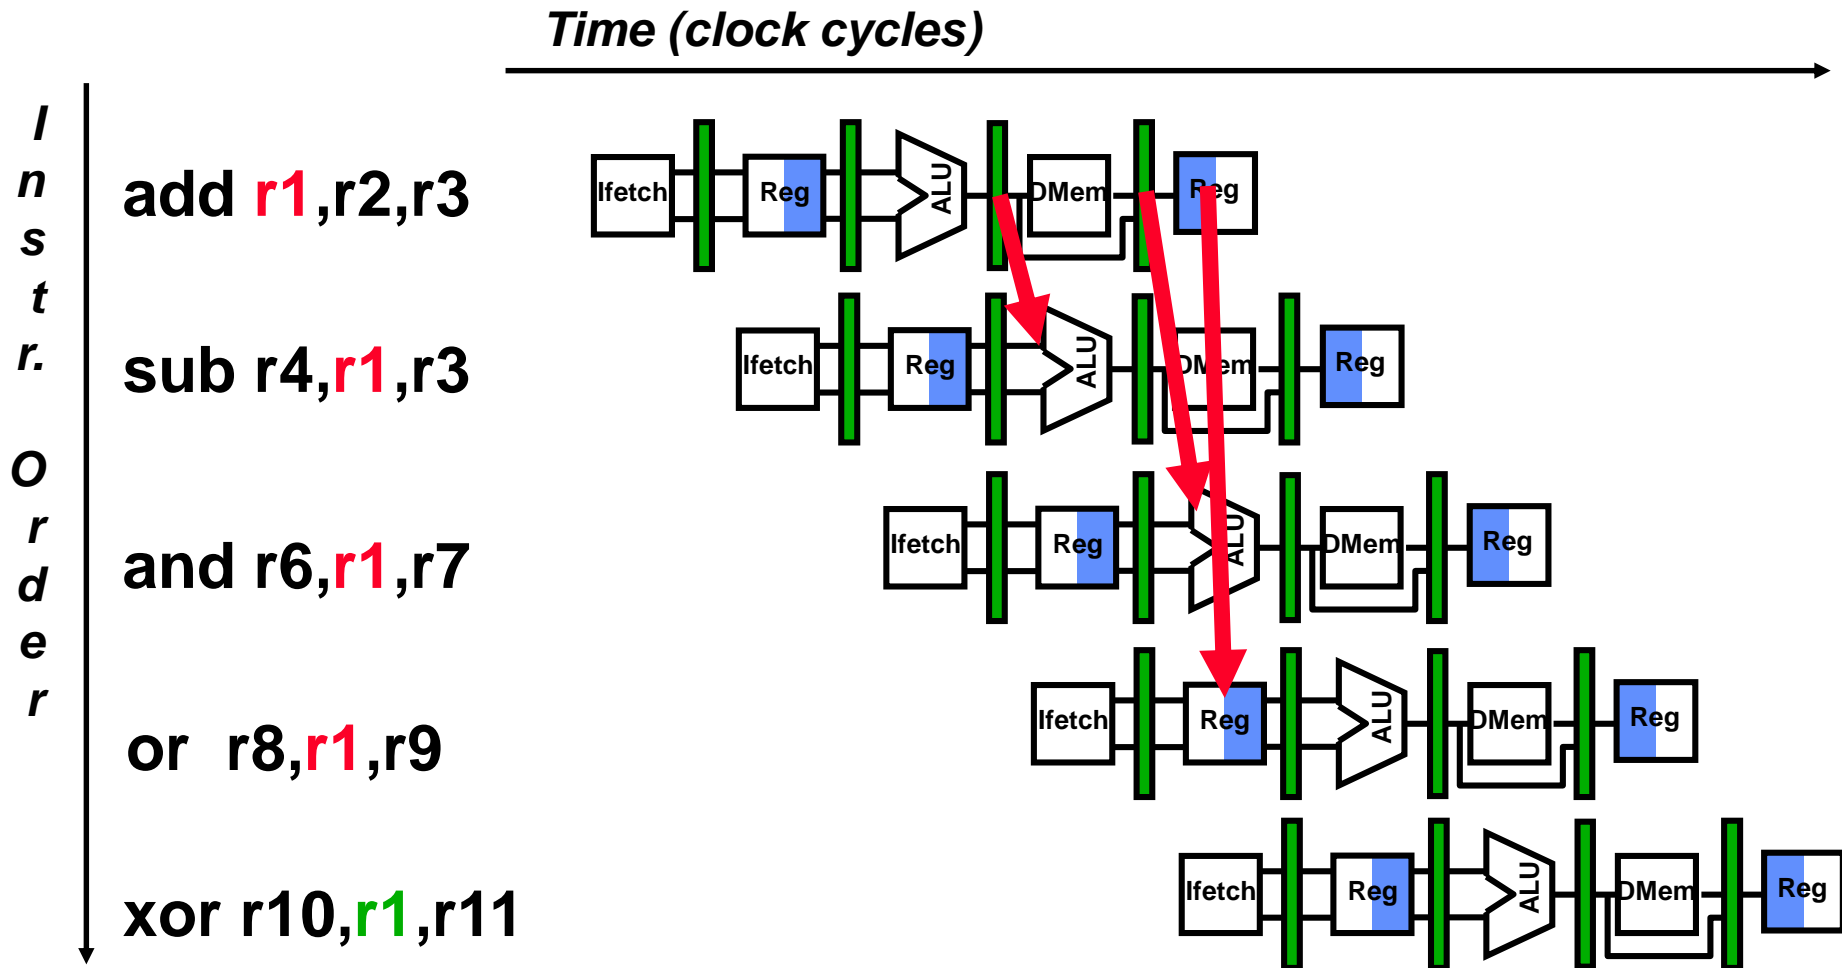 Time (clock cycles)
Instr. Order
add r1,r2,r3
Ifetch Reg ALU DMem Reg
sub r4,r1,r3
Ifetch Reg ALU DMem Reg
and r6,r1,r7
Ifetch Reg ALU DMem Reg
or r8,r1,r9
Ifetch Reg ALU DMem Reg
xor r10,r1,r11
Ifetch Reg ALU DMem Reg